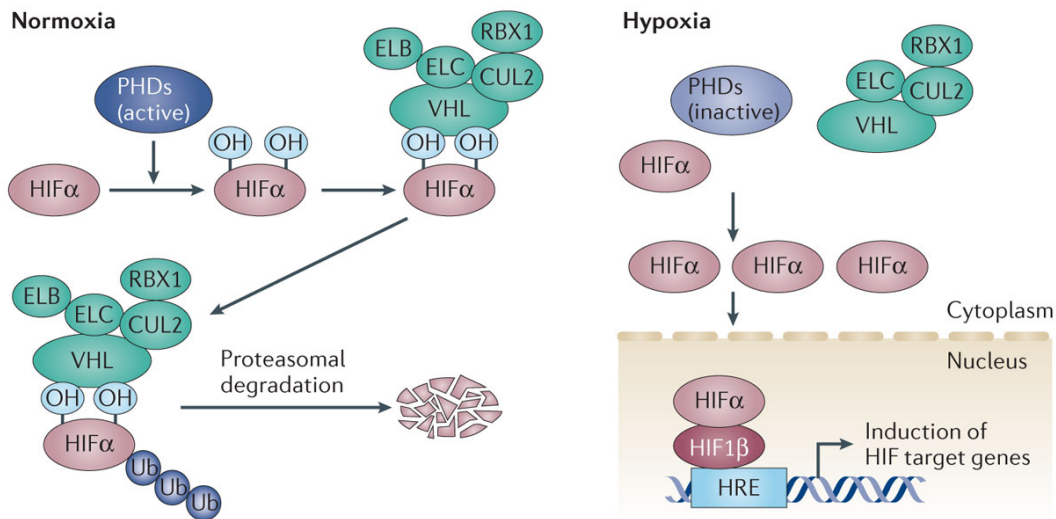 Normoxia
PHDs
(active)
HIFα
OH
OH
HIFα
ELB
ELC
RBX1
CUL2
VHL
OH
OH
HIFα
ELB
ELC
RBX1
CUL2
VHL
OH
OH
HIFα
Ub
Ub
Ub
Proteasomal
degradation
Hypoxia
PHDs
(inactive)
HIFα
ELC
RBX1
CUL2
VHL
HIFα
HIFα
HIFα
Cytoplasm
Nucleus
HIFα
HIF1β
HRE
Induction of
HIF target genes